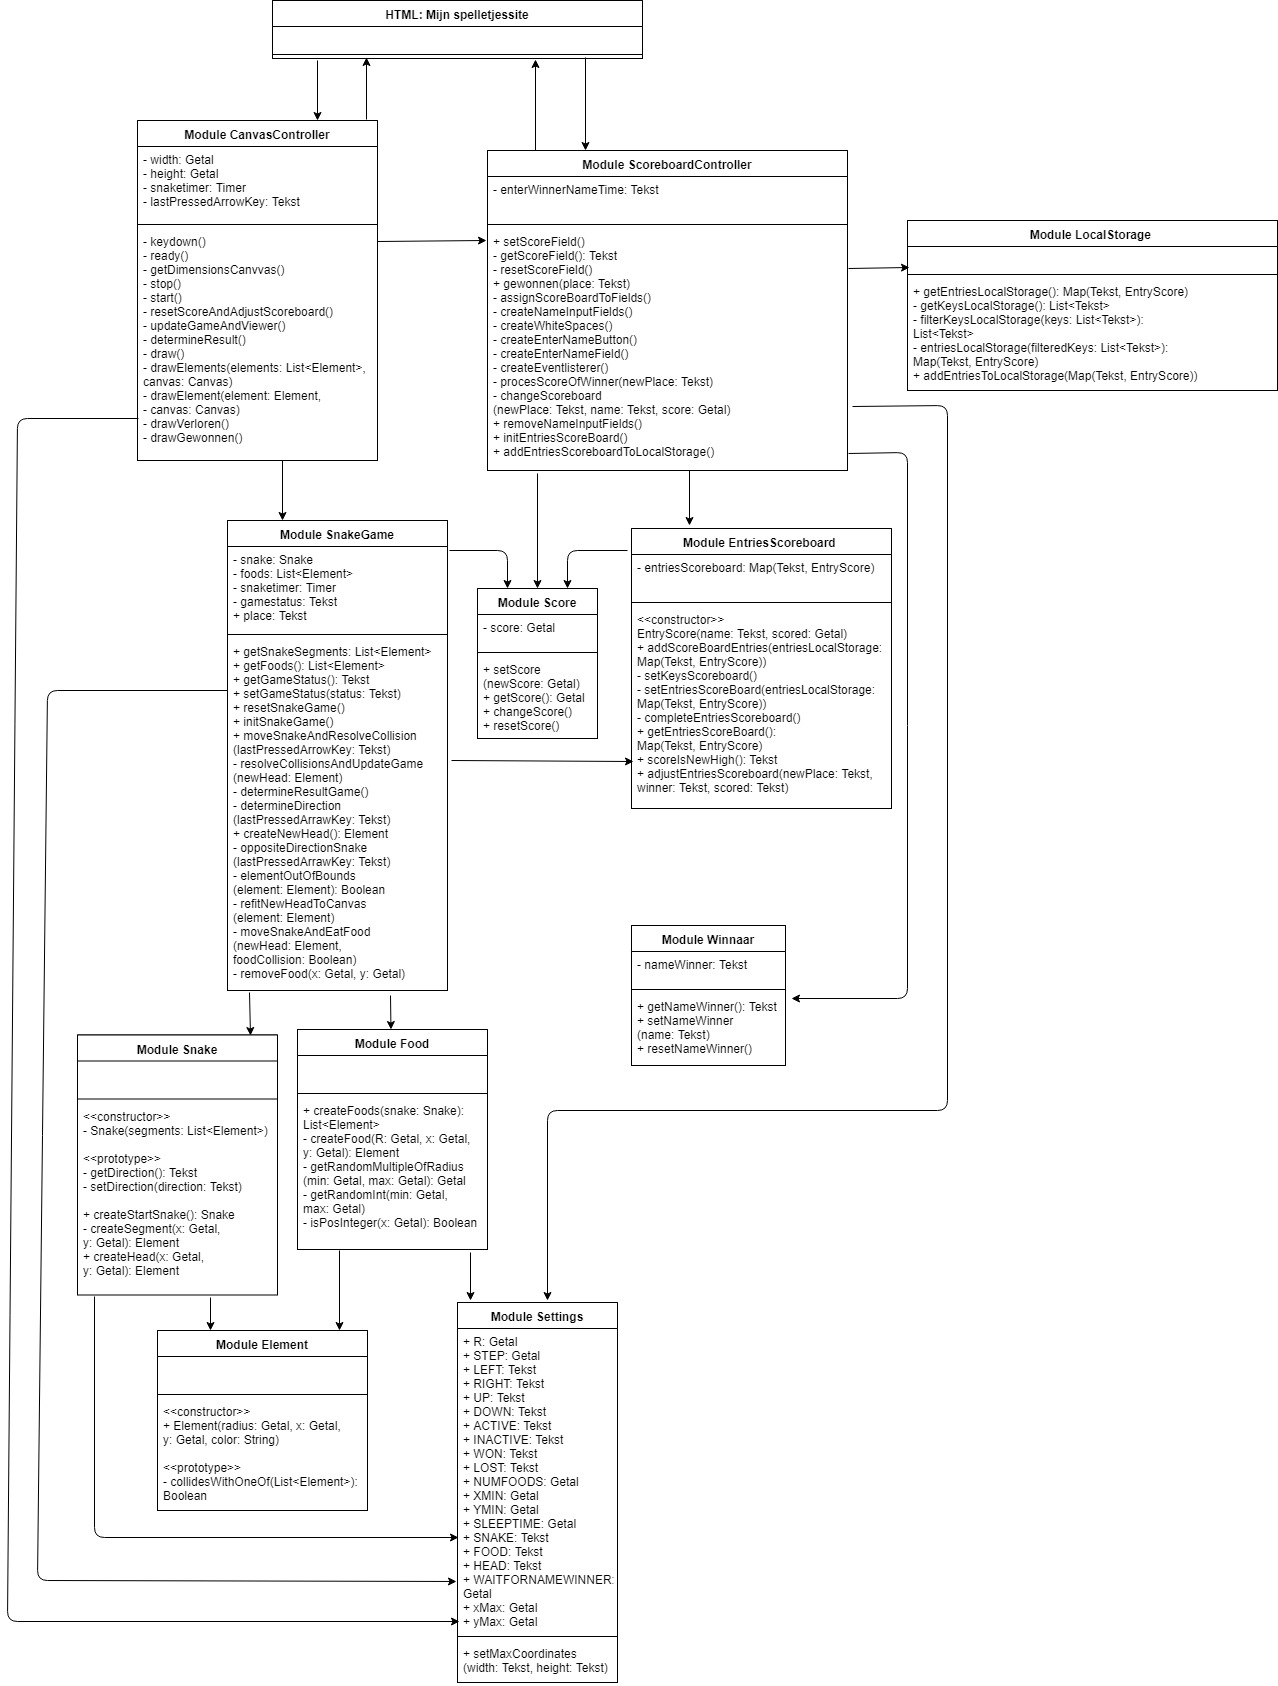 HTML: Mijn spelletjessite
Module CanvasController
- width: Getal
- height: Getal
- snaketimer: Timer
- lastPressedArrowKey: Tekst
- keydown()
- ready()
- getDimensionsCanvvas()
- stop()
- start()
- resetScoreAndAdjustScoreboard()
- updateGameAndViewer()
- determineResult()
- draw()
- drawElements(elements: List<Element>,
canvas: Canvas)
- drawElement(element: Element,
- canvas: Canvas)
- drawVerloren()
- drawGewonnen()
Module ScoreboardController
- enterWinnerNameTime: Tekst
+ setScoreField()
- getScoreField(): Tekst
- resetScoreField()
+ gewonnen(place: Tekst)
- assignScoreBoardToFields()
- createNameInputFields()
- createWhiteSpaces()
- createEnterNameButton()
- createEnterNameField()
- createEventlisterer()
- procesScoreOfWinner(newPlace: Tekst)
- changeScoreboard
(newPlace: Tekst, name: Tekst, score: Getal)
+ removeNameInputFields()
+ initEntriesScoreBoard()
+ addEntriesScoreboardToLocalStorage()
Module LocalStorage
+ getEntriesLocalStorage(): Map(Tekst, EntryScore)
- getKeysLocalStorage(): List<Tekst>
- filterKeysLocalStorage(keys: List<Tekst>):
List<Tekst>
- entriesLocalStorage(filteredKeys: List<Tekst>):
Map(Tekst, EntryScore)
+ addEntriesToLocalStorage(Map(Tekst, EntryScore))
Module SnakeGame
- snake: Snake
- foods: List<Element>
- snaketimer: Timer
- gamestatus: Tekst
+ place: Tekst
+ getSnakeSegments: List<Element>
+ getFoods(): List<Element>
+ getGameStatus(): Tekst
+ setGameStatus(status: Tekst)
+ resetSnakeGame()
+ initSnakeGame()
+ moveSnakeAndResolveCollision
(lastPressedArrowKey: Tekst)
- resolveCollisionsAndUpdateGame
(newHead: Element)
- determineResultGame()
- determineDirection
(lastPressedArrawKey: Tekst)
+ createNewHead(): Element
- oppositeDirectionSnake
(lastPressedArrawKey: Tekst)
- elementOutOfBounds
(element: Element): Boolean
- refitNewHeadToCanvas
(element: Element)
- moveSnakeAndEatFood
(newHead: Element,
foodCollision: Boolean)
- removeFood(x: Getal, y: Getal)
Module Score
- score: Getal
+ setScore
(newScore: Getal)
+ getScore(): Getal
+ changeScore()
+ resetScore()
Module EntriesScoreboard
- entriesScoreboard: Map(Tekst, EntryScore)
<<constructor>>
EntryScore(name: Tekst, scored: Getal)
+ addScoreBoardEntries(entriesLocalStorage:
Map(Tekst, EntryScore))
- setKeysScoreboard()
- setEntriesScoreBoard(entriesLocalStorage:
Map(Tekst, EntryScore))
- completeEntriesScoreboard()
+ getEntriesScoreBoard():
Map(Tekst, EntryScore)
+ scoreIsNewHigh(): Tekst
+ adjustEntriesScoreboard(newPlace: Tekst,
winner: Tekst, scored: Tekst)
Module Winnaar
- nameWinner: Tekst
+ getNameWinner(): Tekst
+ setNameWinner
(name: Tekst)
+ resetNameWinner()
Module Snake
<<constructor>>
- Snake(segments: List<Element>)
<<prototype>>
- getDirection(): Tekst
- setDirection(direction: Tekst)
+ createStartSnake(): Snake
- createSegment(x: Getal,
y: Getal): Element
+ createHead(x: Getal,
y: Getal): Element
Module Food
+ createFoods(snake: Snake):
List<Element>
- createFood(R: Getal, x: Getal,
y: Getal): Element
- getRandomMultipleOfRadius
(min: Getal, max: Getal): Getal
- getRandomInt(min: Getal,
max: Getal)
- isPosInteger(x: Getal): Boolean
Module Element
<<constructor>>
+ Element(radius: Getal, x: Getal,
y: Getal, color: String)
<<prototype>>
- collidesWithOneOf(List<Element>):
Boolean
Module Settings
+ R: Getal
+ STEP: Getal
+ LEFT: Tekst
+ RIGHT: Tekst
+ UP: Tekst
+ DOWN: Tekst
+ ACTIVE: Tekst
+ INACTIVE: Tekst
+ WON: Tekst
+ LOST: Tekst
+ NUMFOODS: Getal
+ XMIN: Getal
+ YMIN: Getal
+ SLEEPTIME: Getal
+ SNAKE: Tekst
+ FOOD: Tekst
+ HEAD: Tekst
+ WAITFORNAMEWINNER:
Getal
+ xMax: Getal
+ yMax: Getal
+ setMaxCoordinates
(width: Tekst, height: Tekst)